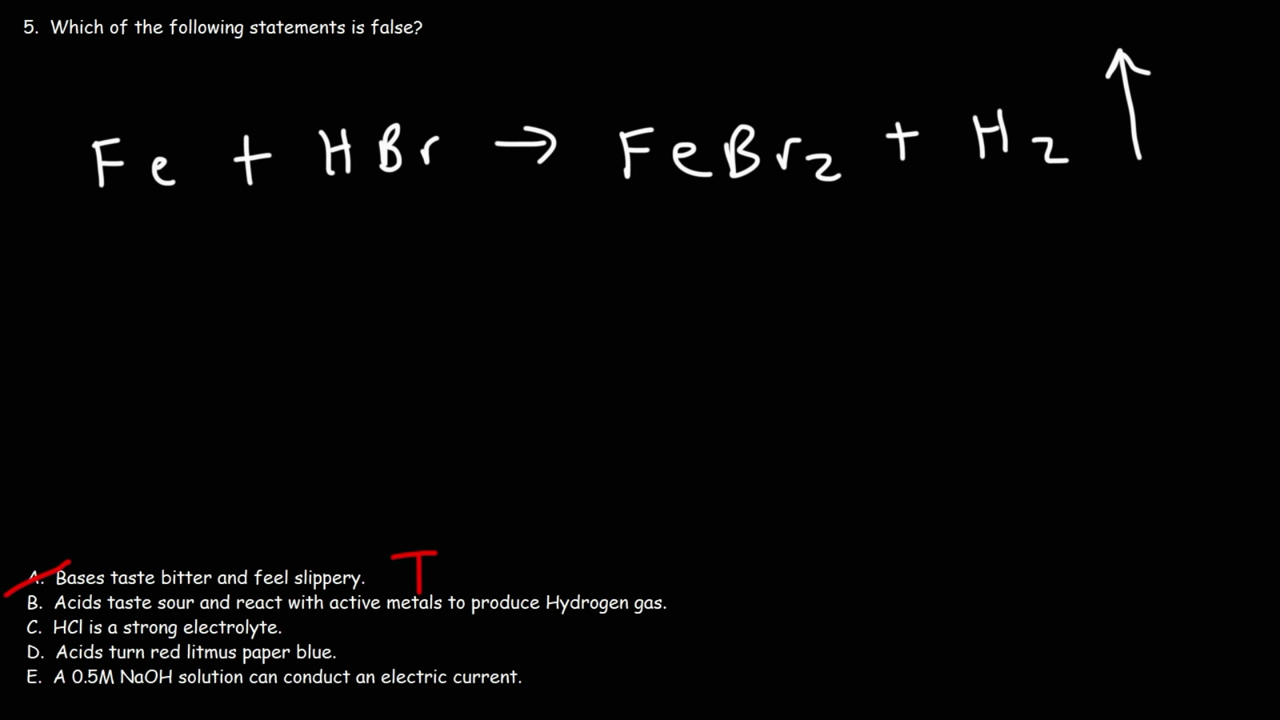 5. Which of the following statements is false?
Fe + HBr → FeBr₂ + H₂ ↑
A. Bases taste bitter and feel slippery. T
B. Acids taste sour and react with active metals to produce Hydrogen gas.
C. HCl is a strong electrolyte.
D. Acids turn red litmus paper blue.
E. A 0.5M NaOH solution can conduct an electric current.